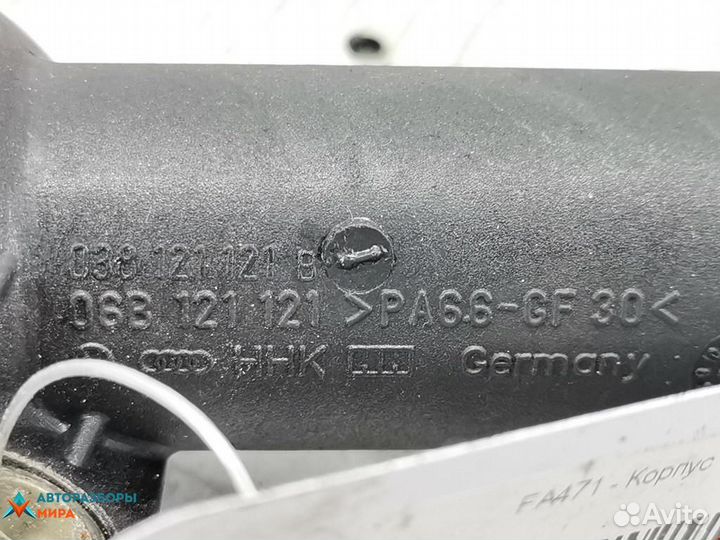 038 121 121 B
06B 121 121 >PA6.6-GF 30<
HHK Germany
FA471 - Корпус
АВТОРАЗБОРЫ
МИРА
Avito